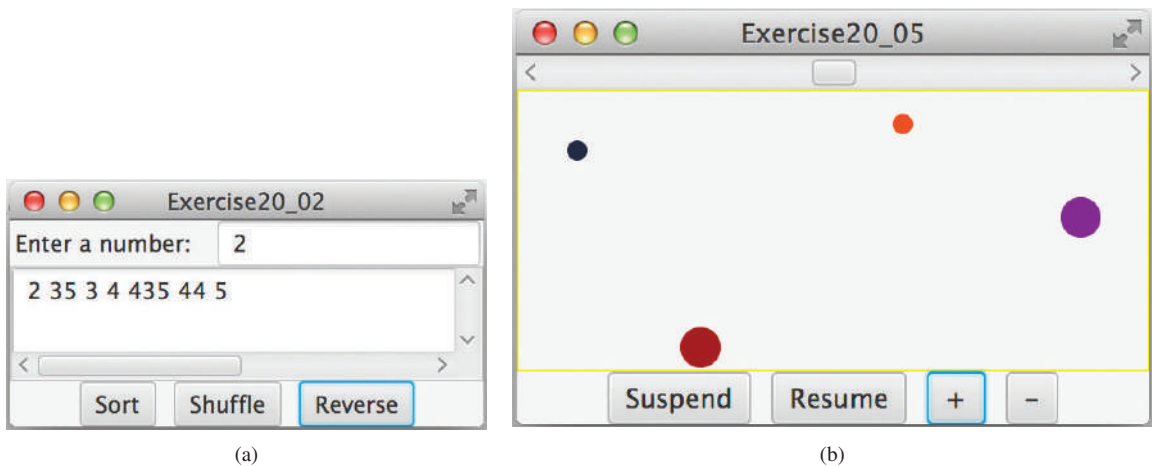 Exercise20_02
Enter a number: 2
2 35 3 4 435 44 5
Sort Shuffle Reverse
(a)
Exercise20_05
Suspend Resume + -
(b)